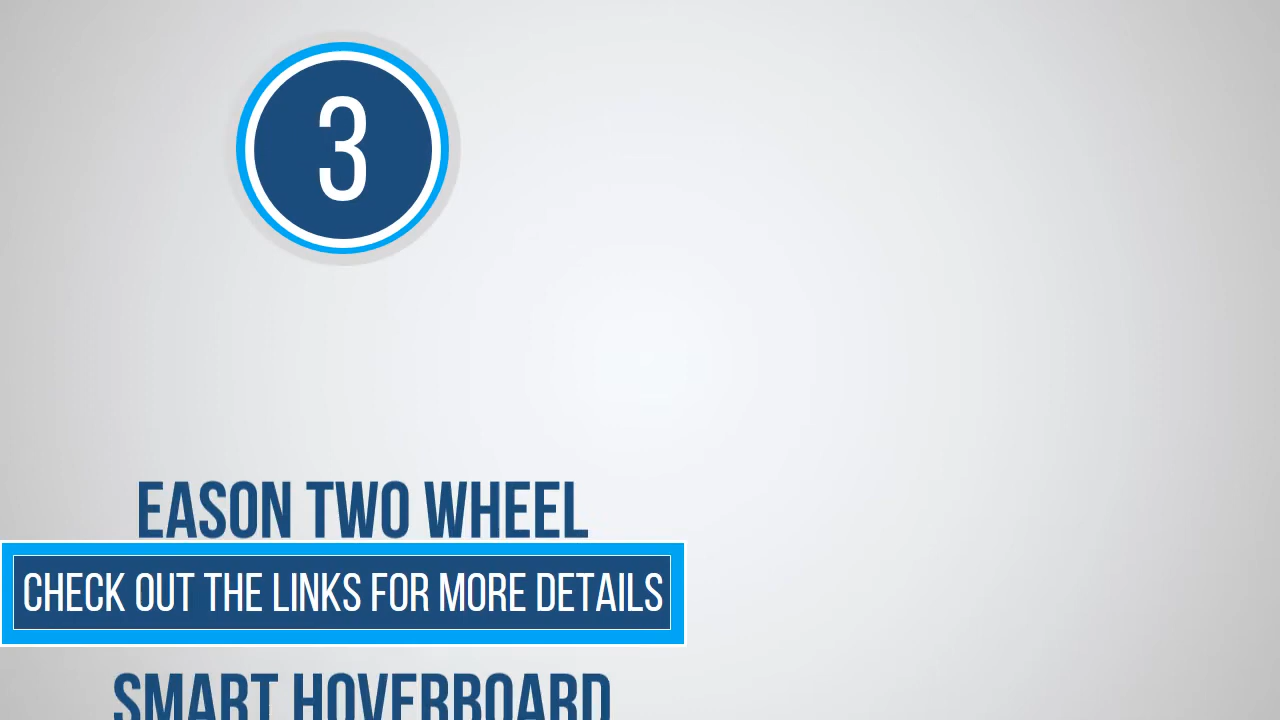 3
EASON TWO WHEEL
CHECK OUT THE LINKS FOR MORE DETAILS
SMART HOVERBOARD